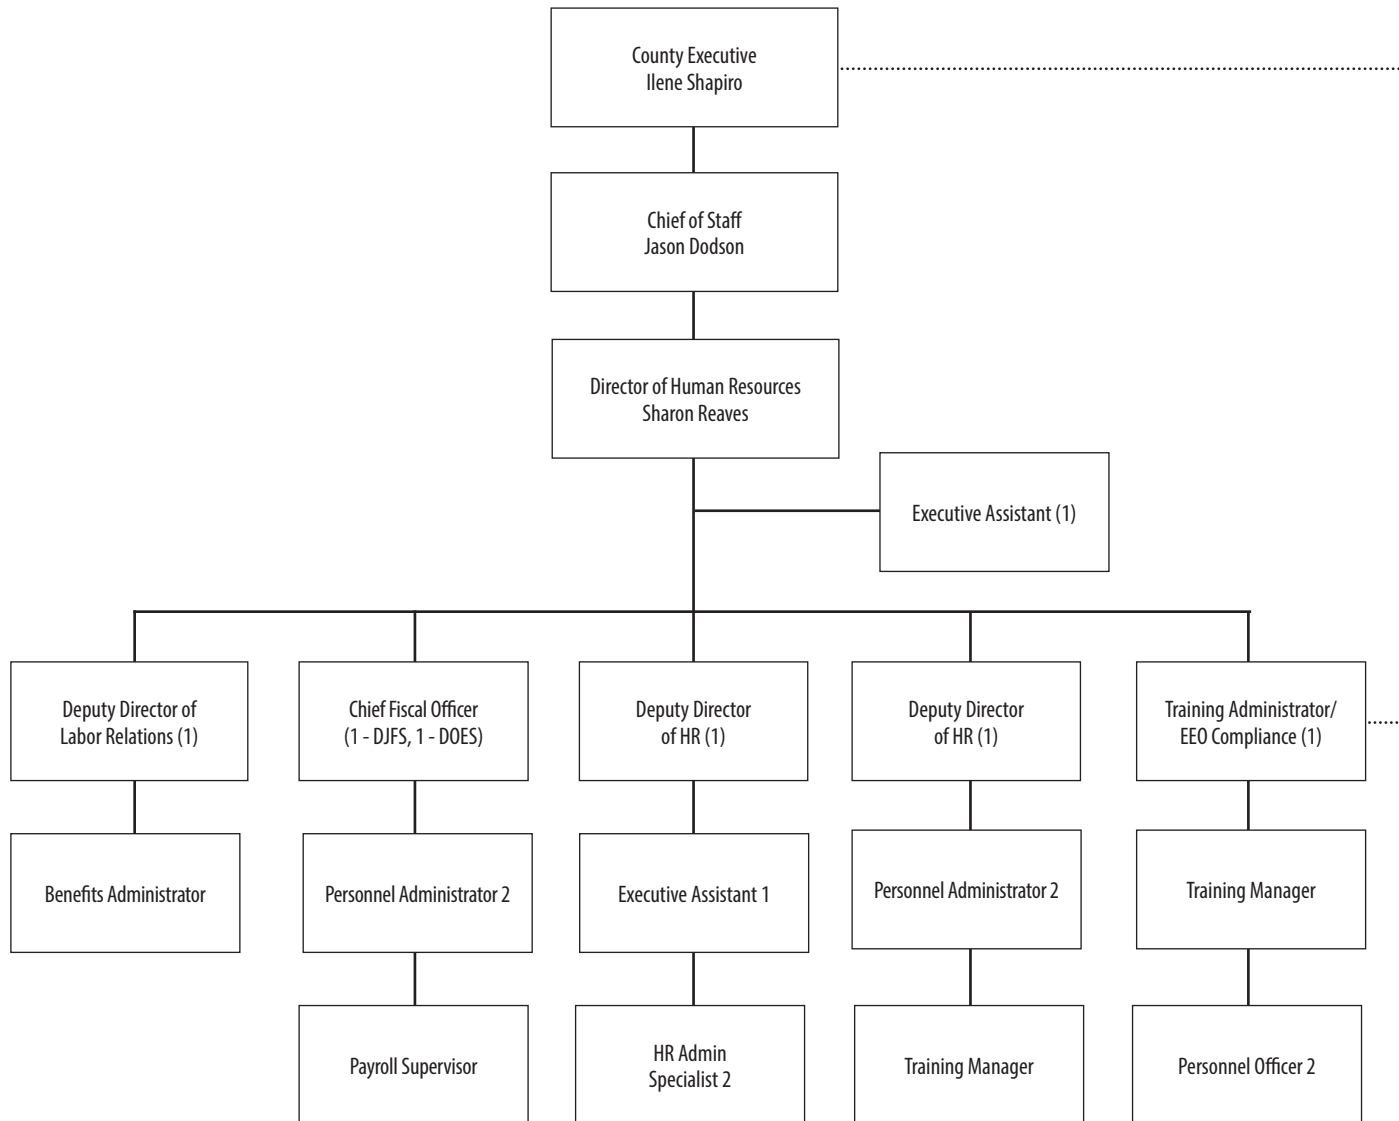 County Executive
Ilene Shapiro
Chief of Staff
Jason Dodson
Director of Human Resources
Sharon Reaves
Executive Assistant (1)
Deputy Director of
Labor Relations (1)
Chief Fiscal Officer
(1 - DJFS, 1 - DOES)
Deputy Director
of HR (1)
Deputy Director
of HR (1)
Training Administrator/
EEO Compliance (1)
Benefits Administrator
Personnel Administrator 2
Executive Assistant 1
Personnel Administrator 2
Training Manager
Payroll Supervisor
HR Admin
Specialist 2
Training Manager
Personnel Officer 2